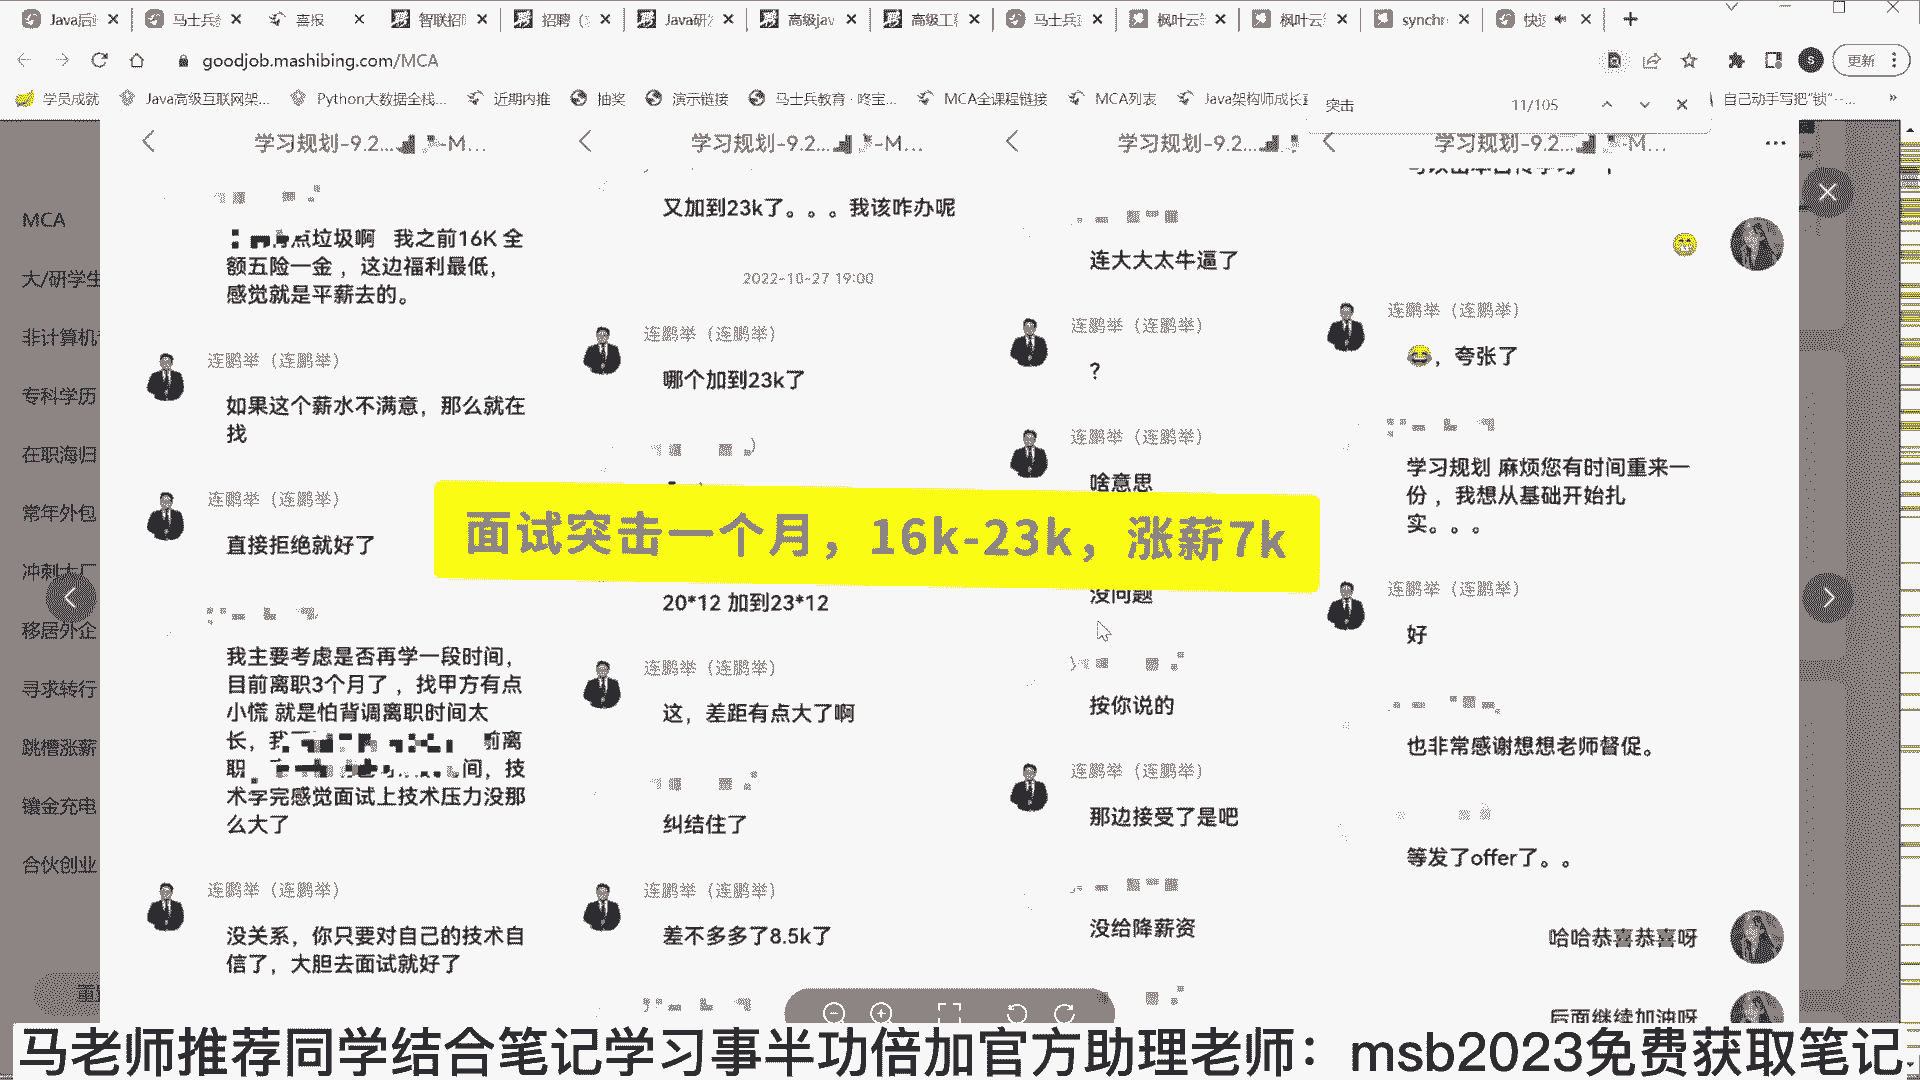 Java后
马士兵
喜报
智联招聘
招聘（
Java研
高级jav
高级工
马士兵
枫叶云
枫叶云
synchr
快
goodjob.mashibing.com/MCA
更新
学员成就
Java高级互联网架...
Python大数据全栈...
近期内推
抽奖
演示链接
马士兵教育·咚宝...
MCA全课程链接
MCA列表
Java架构师成长直
突击
11/105
自己动手写把"锁"-...
MCA
大/研学生
非计算机
专科学历
在职海归
常年外包
冲刺大厂
移居外企
寻求转行
跳槽涨薪
镶金充电
合伙创业
学习规划-9.2...-M...
点垃圾啊 我之前16K 全
额五险一金，这边福利最低，
感觉就是平薪去的。
连鹏举（连鹏举）
如果这个薪水不满意，那么就在
找
连鹏举（连鹏举）
直接拒绝就好了
我主要考虑是否再学一段时间，
目前离职3个月了，找甲方有点
小慌 就是怕背调离职时间太
长，我 前离
职 间，技
术学完感觉面试上技术压力没那
么大了
连鹏举（连鹏举）
没关系，你只要对自己的技术自
信了，大胆去面试就好了
学习规划-9.2...-M...
又加到23k了。。。我该咋办呢
2022-10-27 19:00
连鹏举（连鹏举）
哪个加到23k了
20*12 加到23*12
连鹏举（连鹏举）
这，差距有点大了啊
纠结住了
连鹏举（连鹏举）
差不多多了8.5k了
学习规划-9.2...
连大大太牛逼了
连鹏举（连鹏举）
?
连鹏举（连鹏举）
啥意思
没问题
按你说的
连鹏举（连鹏举）
那边接受了是吧
没给降薪资
学习规划-9.2...-M...
连鹏举（连鹏举）
，夸张了
学习规划 麻烦您有时间重来一
份，我想从基础开始扎
实。。。
连鹏举（连鹏举）
好
也非常感谢想想老师督促。
等发了offer了。。
哈哈恭喜恭喜呀
后面继续加油呀
面试突击一个月，16k-23k，涨薪7k
马老师推荐同学结合笔记学习事半功倍加官方助理老师：msb2023免费获取笔记